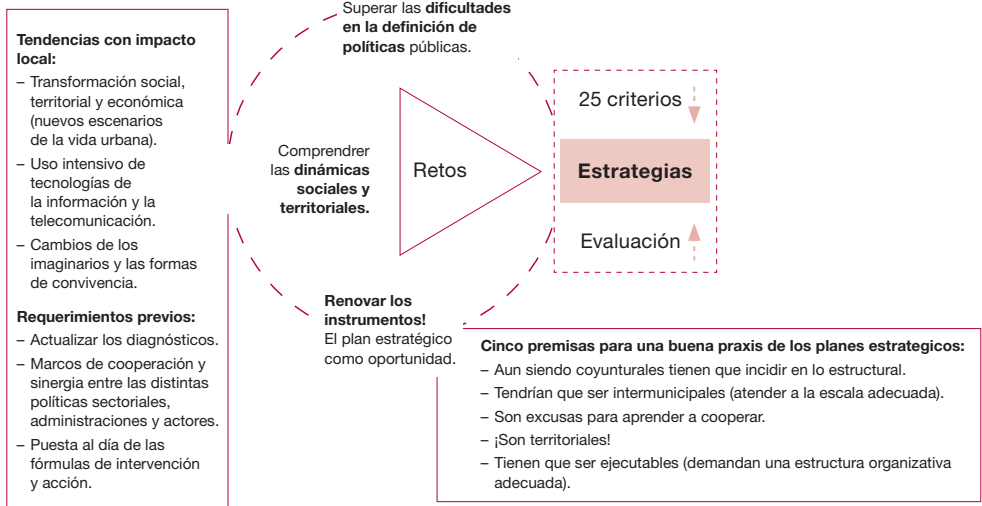 Tendencias con impacto
local:
– Transformación social,
territorial y económica
(nuevos escenarios
de la vida urbana).
– Uso intensivo de
tecnologías de
la información y la
telecomunicación.
– Cambios de los
imaginarios y las formas
de convivencia.
Requerimientos previos:
– Actualizar los diagnósticos.
– Marcos de cooperación y
sinergia entre las distintas
políticas sectoriales,
administraciones y actores.
– Puesta al día de las
fórmulas de intervención
y acción.
Superar las dificultades
en la definición de
políticas públicas.
Comprendrer
las dinámicas
sociales y
territoriales.
Retos
Renovar los
instrumentos!
El plan estratégico
como oportunidad.
25 criterios
Estrategias
Evaluación
Cinco premisas para una buena praxis de los planes estrategicos:
– Aun siendo coyunturales tienen que incidir en lo estructural.
– Tendrían que ser intermunicipales (atender a la escala adecuada).
– Son excusas para aprender a cooperar.
– ¡Son territoriales!
– Tienen que ser ejecutables (demandan una estructura organizativa
adecuada).